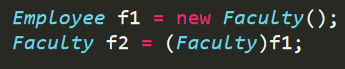 Employee f1 = new Faculty();
Faculty f2 = (Faculty)f1;